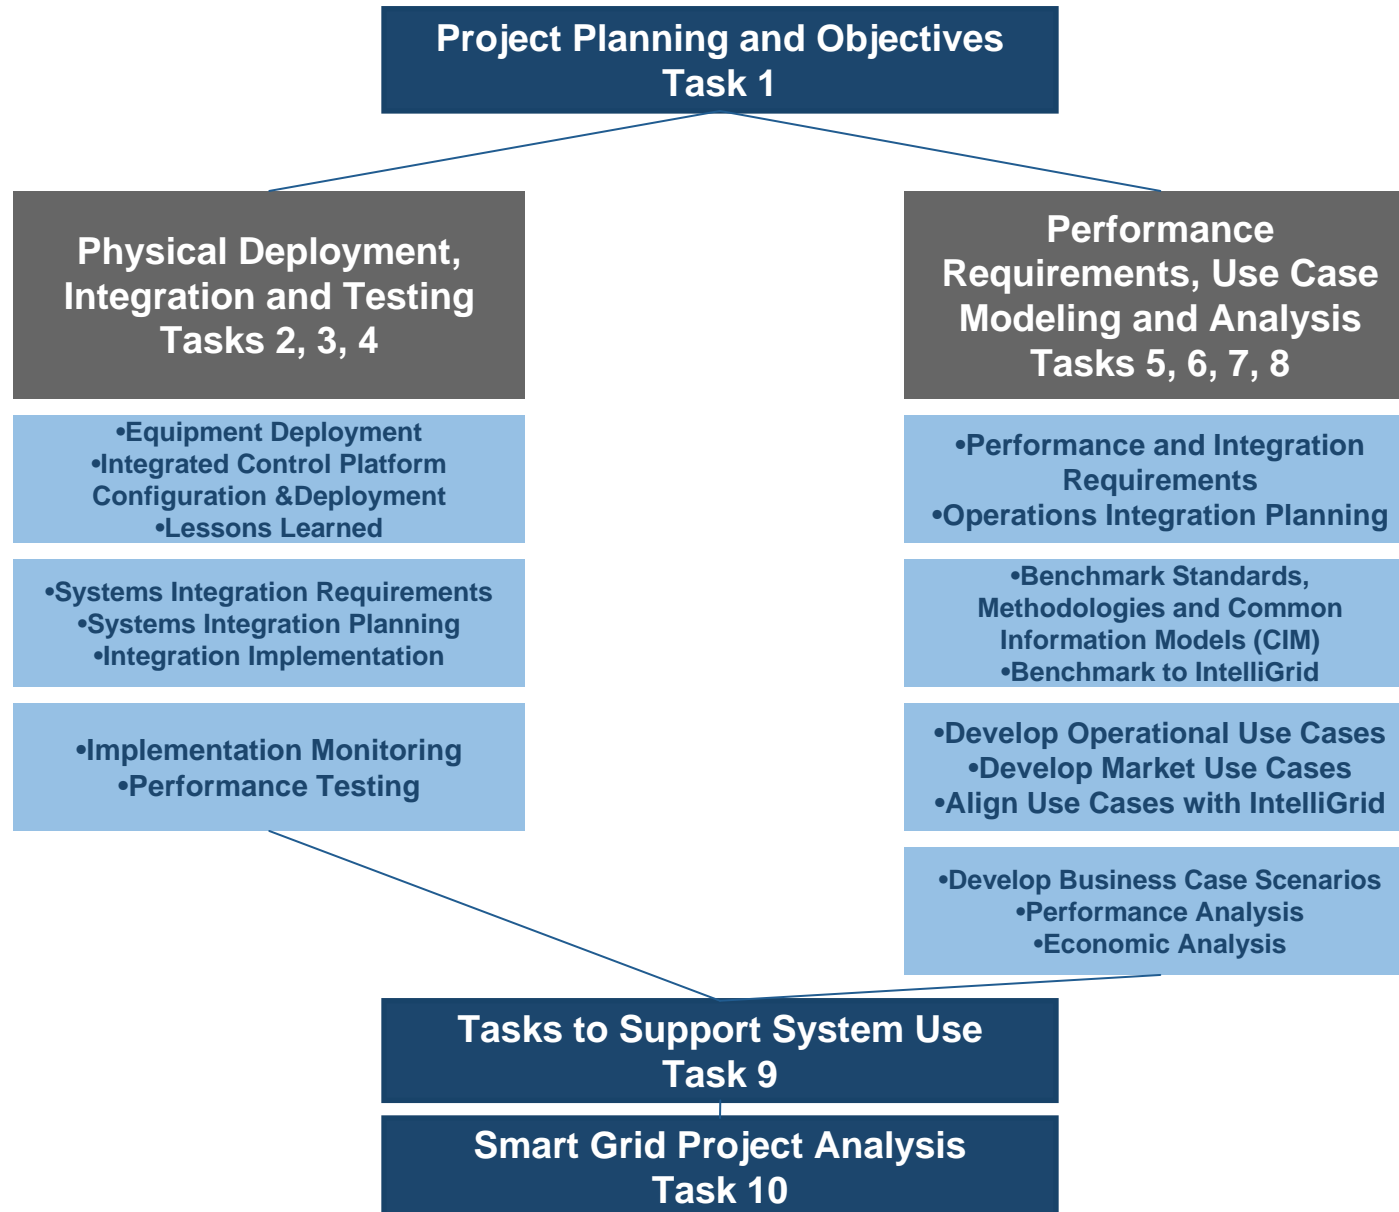 Project Planning and Objectives
Task 1
Physical Deployment,
Integration and Testing
Tasks 2, 3, 4
•Equipment Deployment
•Integrated Control Platform
Configuration &Deployment
•Lessons Learned
•Systems Integration Requirements
•Systems Integration Planning
•Integration Implementation
•Implementation Monitoring
•Performance Testing
Performance
Requirements, Use Case
Modeling and Analysis
Tasks 5, 6, 7, 8
•Performance and Integration
Requirements
•Operations Integration Planning
•Benchmark Standards,
Methodologies and Common
Information Models (CIM)
•Benchmark to IntelliGrid
•Develop Operational Use Cases
•Develop Market Use Cases
•Align Use Cases with IntelliGrid
•Develop Business Case Scenarios
•Performance Analysis
•Economic Analysis
Tasks to Support System Use
Task 9
Smart Grid Project Analysis
Task 10